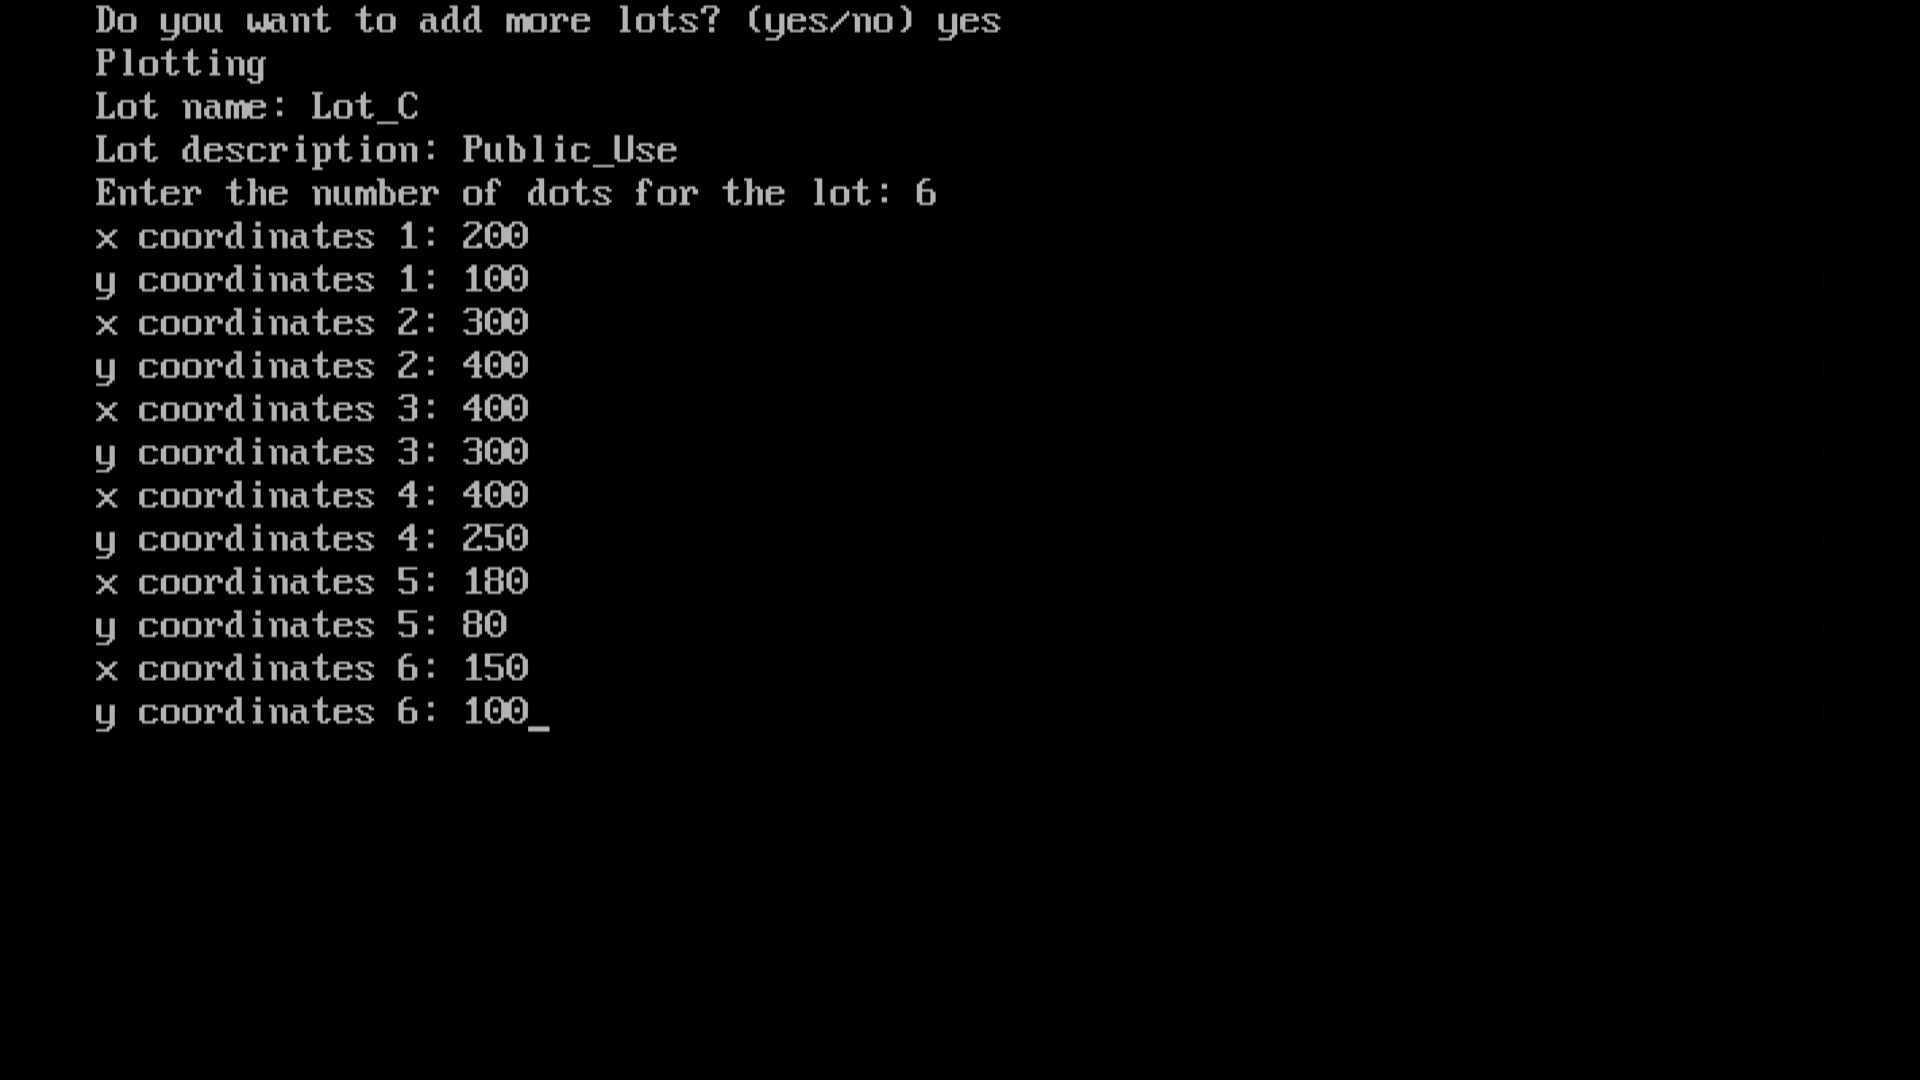 Do you want to add more lots? (yes/no) yes
Plotting
Lot name: Lot_C
Lot description: Public_Use
Enter the number of dots for the lot: 6
x coordinates 1: 200
y coordinates 1: 100
x coordinates 2: 300
y coordinates 2: 400
x coordinates 3: 400
y coordinates 3: 300
x coordinates 4: 400
y coordinates 4: 250
x coordinates 5: 180
y coordinates 5: 80
x coordinates 6: 150
y coordinates 6: 100_